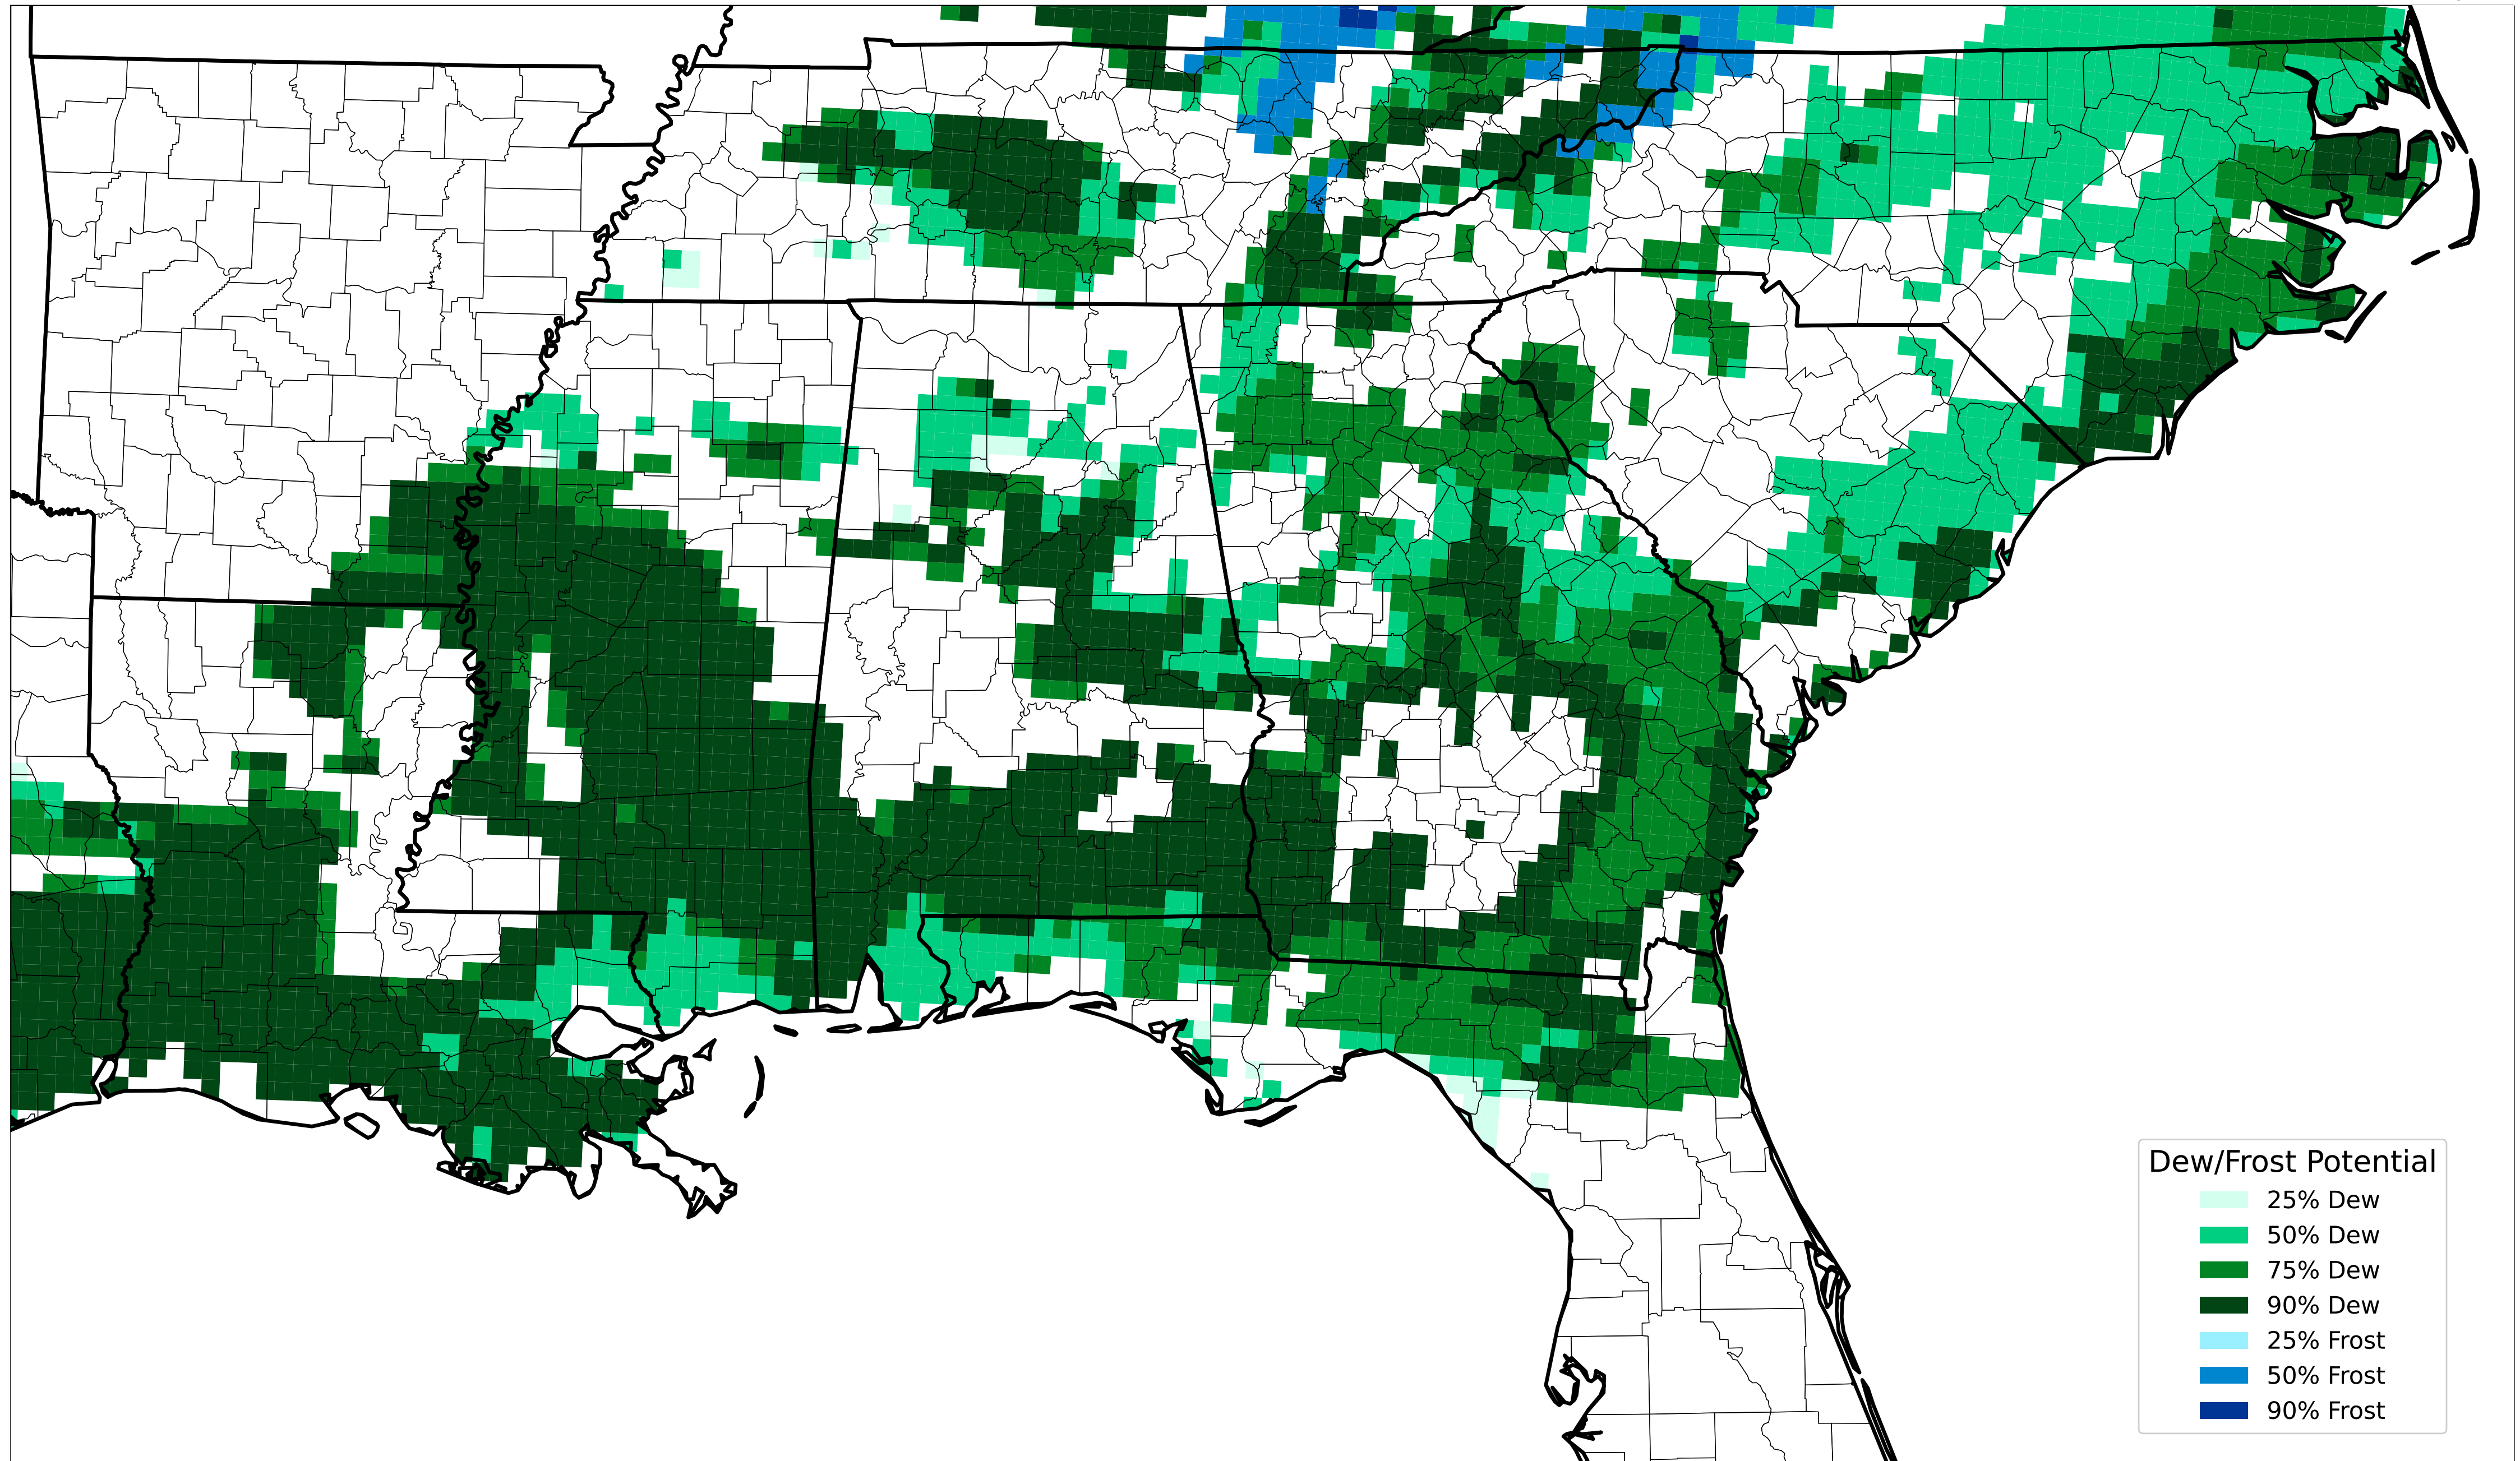 Dew/Frost Potential
25% Dew
50% Dew
75% Dew
90% Dew
25% Frost
50% Frost
90% Frost